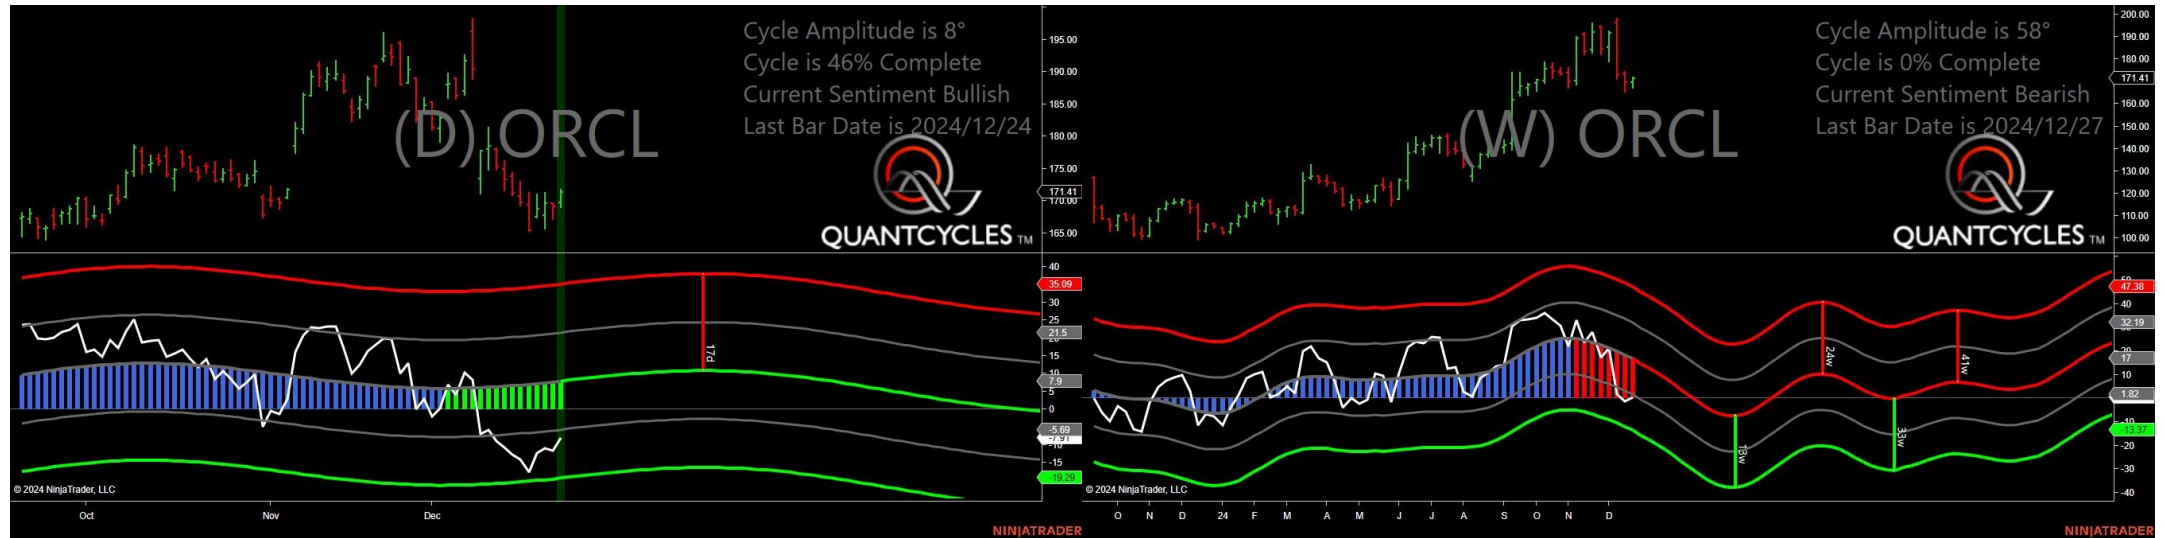 Cycle Amplitude is 8°
Cycle is 46% Complete
Current Sentiment Bullish
Last Bar Date is 2024/12/24
(D) ORCL
QUANTCYCLES TM
195.00
190.00
185.00
180.00
175.00
171.41
170.00
165.00
40
35.09
30
25
21.5
15
10
7.9
5
0
-5.69
-7.91
-10
-15
-19.29
17d
© 2024 NinjaTrader, LLC
Oct
Nov
Dec
NINJATRADER
Cycle Amplitude is 58°
Cycle is 0% Complete
Current Sentiment Bearish
Last Bar Date is 2024/12/27
(W) ORCL
QUANTCYCLES TM
200.00
190.00
180.00
171.41
160.00
150.00
140.00
130.00
120.00
110.00
100.00
50
47.38
40
32.19
20
17
10
1.82
-10
-13.37
-20
-30
-40
13w
24w
33w
41w
© 2024 NinjaTrader, LLC
O N D 24 F M A M J J A S O N D
NINJATRADER